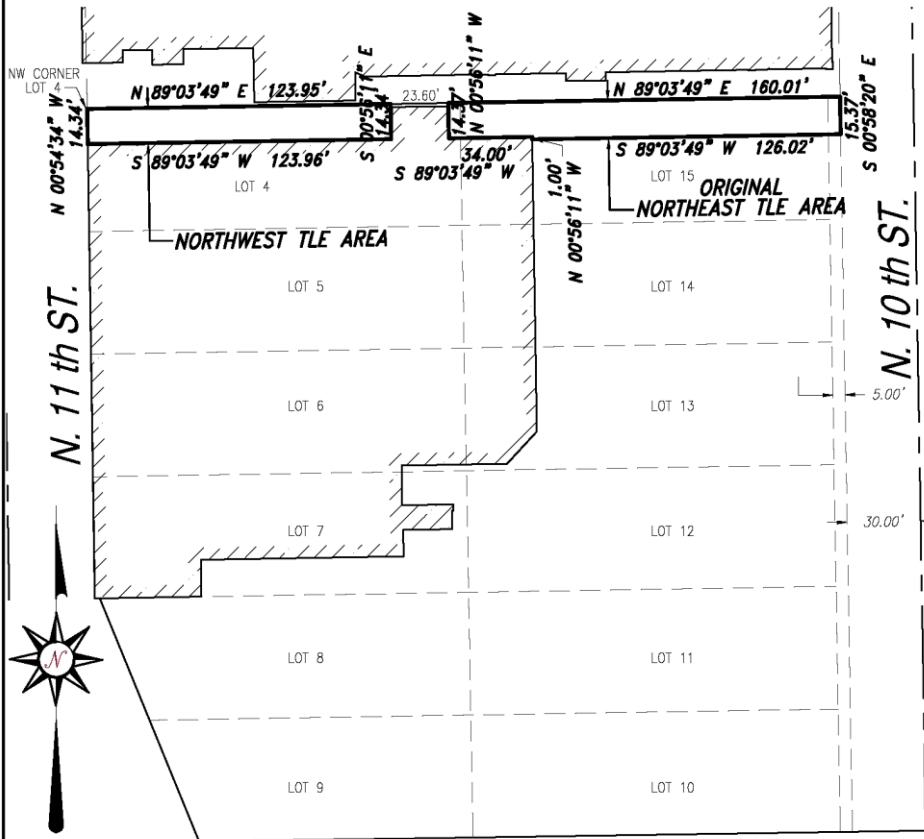 NW CORNER
LOT 4
N 89°03'49" E 123.95'
S 00°56'11" E
14.34'
23.60'
14.37'
N 00°56'11" W
N 89°03'49" E 160.01'
N 00°54'34" W
14.34'
15.37'
S 00°58'20" E
S 89°03'49" W 123.96'
34.00'
S 89°03'49" W
S 89°03'49" W 126.02'
1.00'
N 00°56'11" W
LOT 4
LOT 15
ORIGINAL
NORTHEAST TLE AREA
NORTHWEST TLE AREA
N. 11th ST.
N. 10th ST.
LOT 5
LOT 14
LOT 6
LOT 13
5.00'
LOT 7
LOT 12
30.00'
N
LOT 8
LOT 11
LOT 9
LOT 10